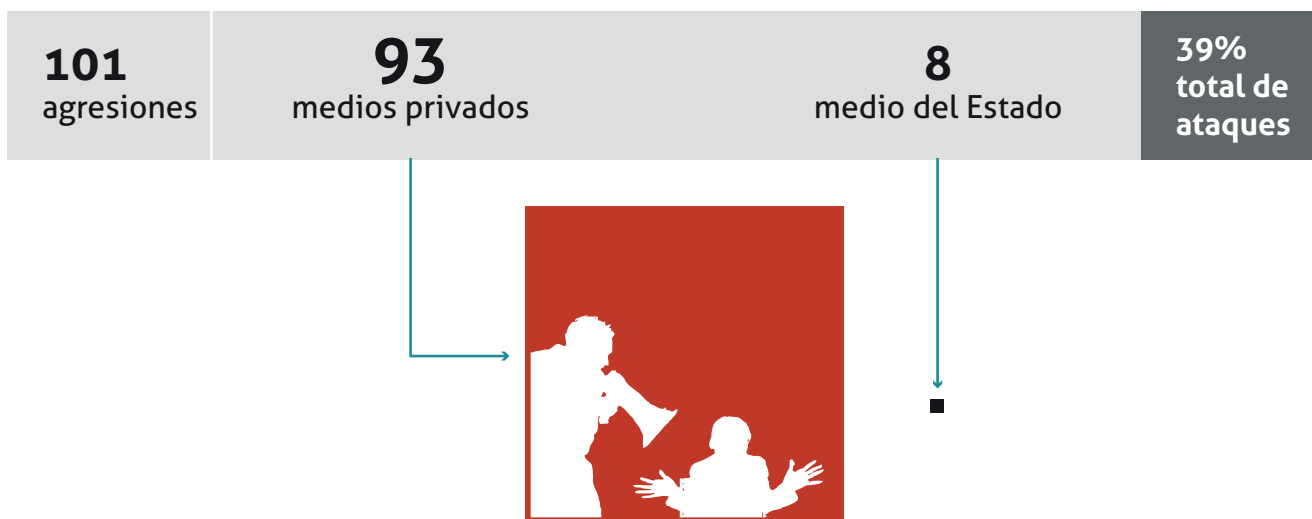 101
agresiones
93
medios privados
8
medio del Estado
39%
total de
ataques